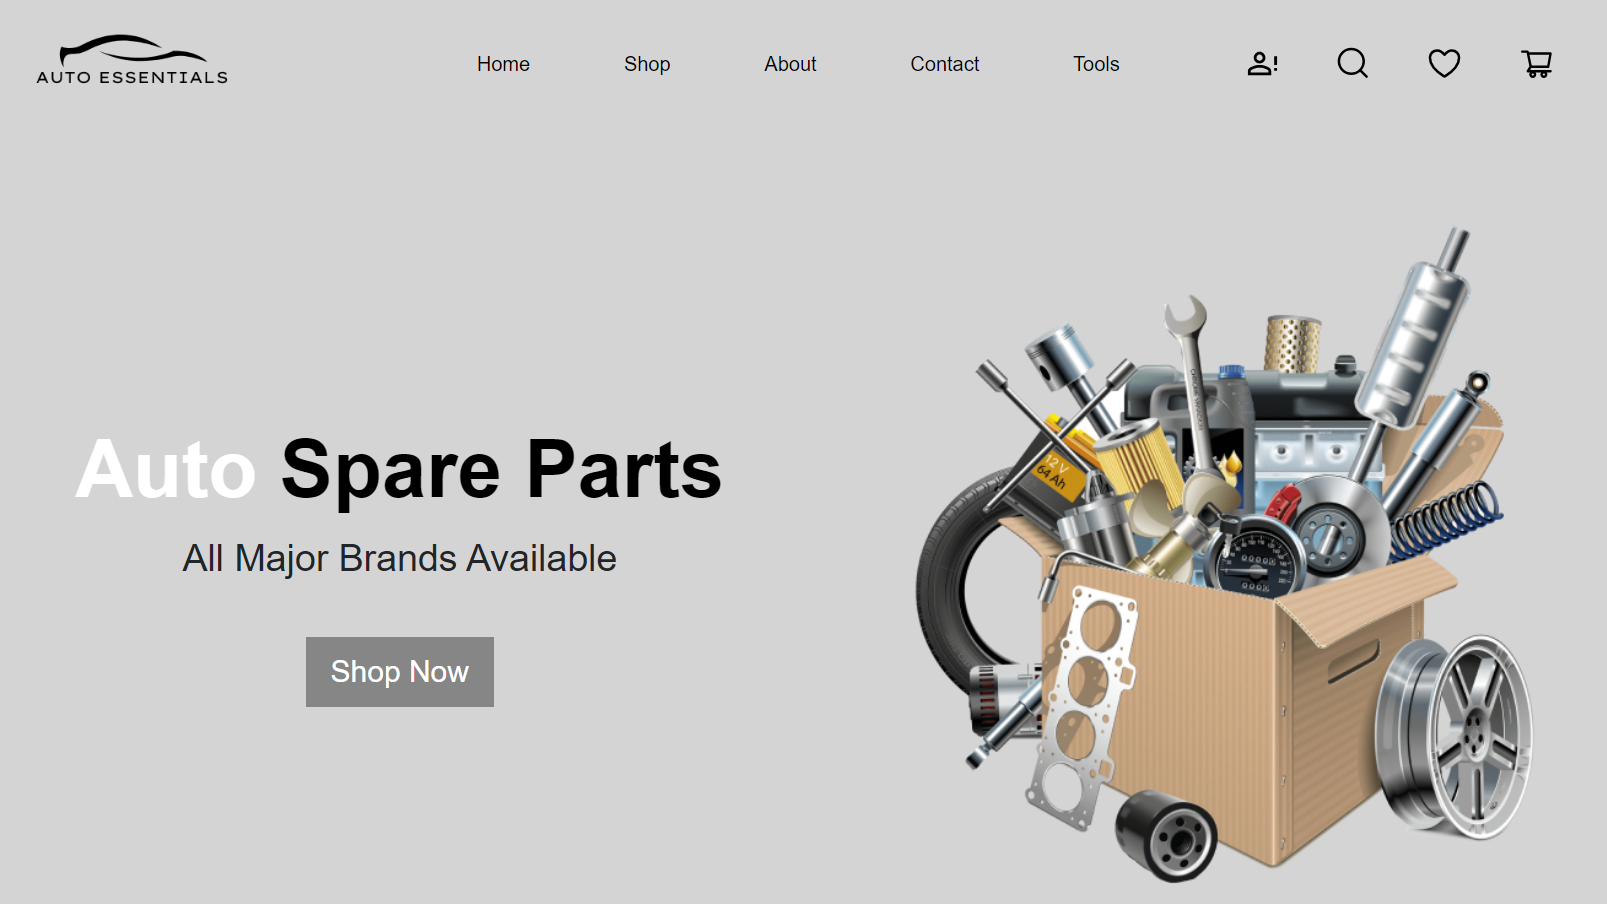 AUTO ESSENTIALS
Home
Shop
About
Contact
Tools
Auto Spare Parts
All Major Brands Available
Shop Now
12 V
64 Ah